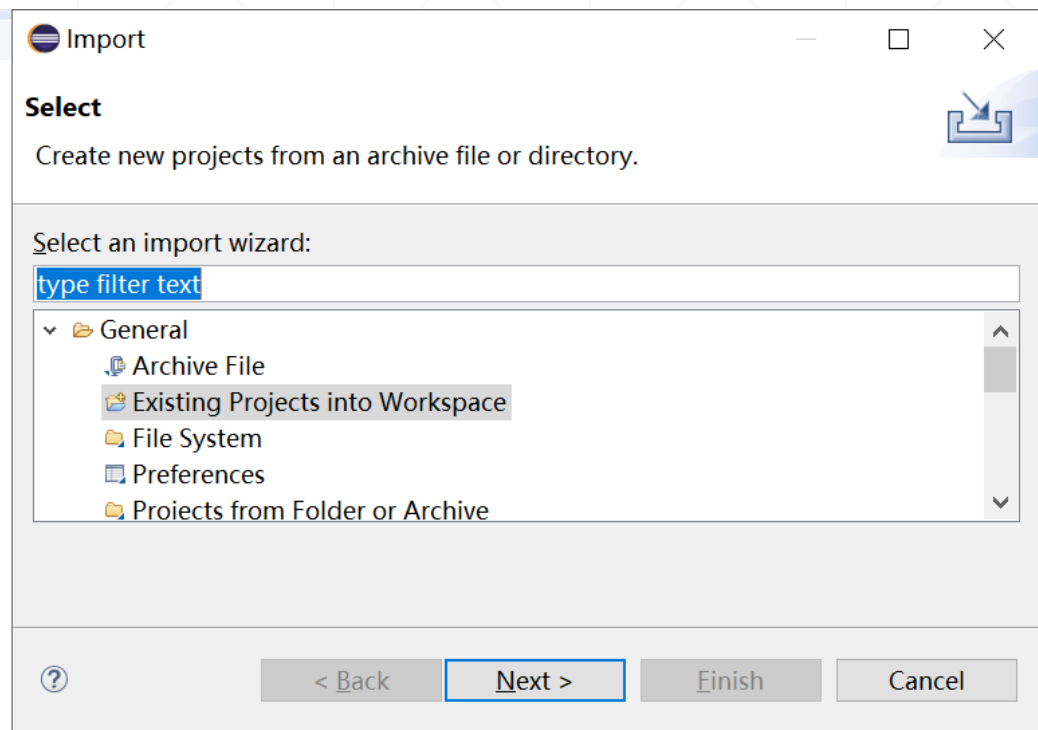 Import
Select
Create new projects from an archive file or directory.
Select an import wizard:
type filter text
General
Archive File
Existing Projects into Workspace
File System
Preferences
Projects from Folder or Archive
?
< Back
Next >
Finish
Cancel